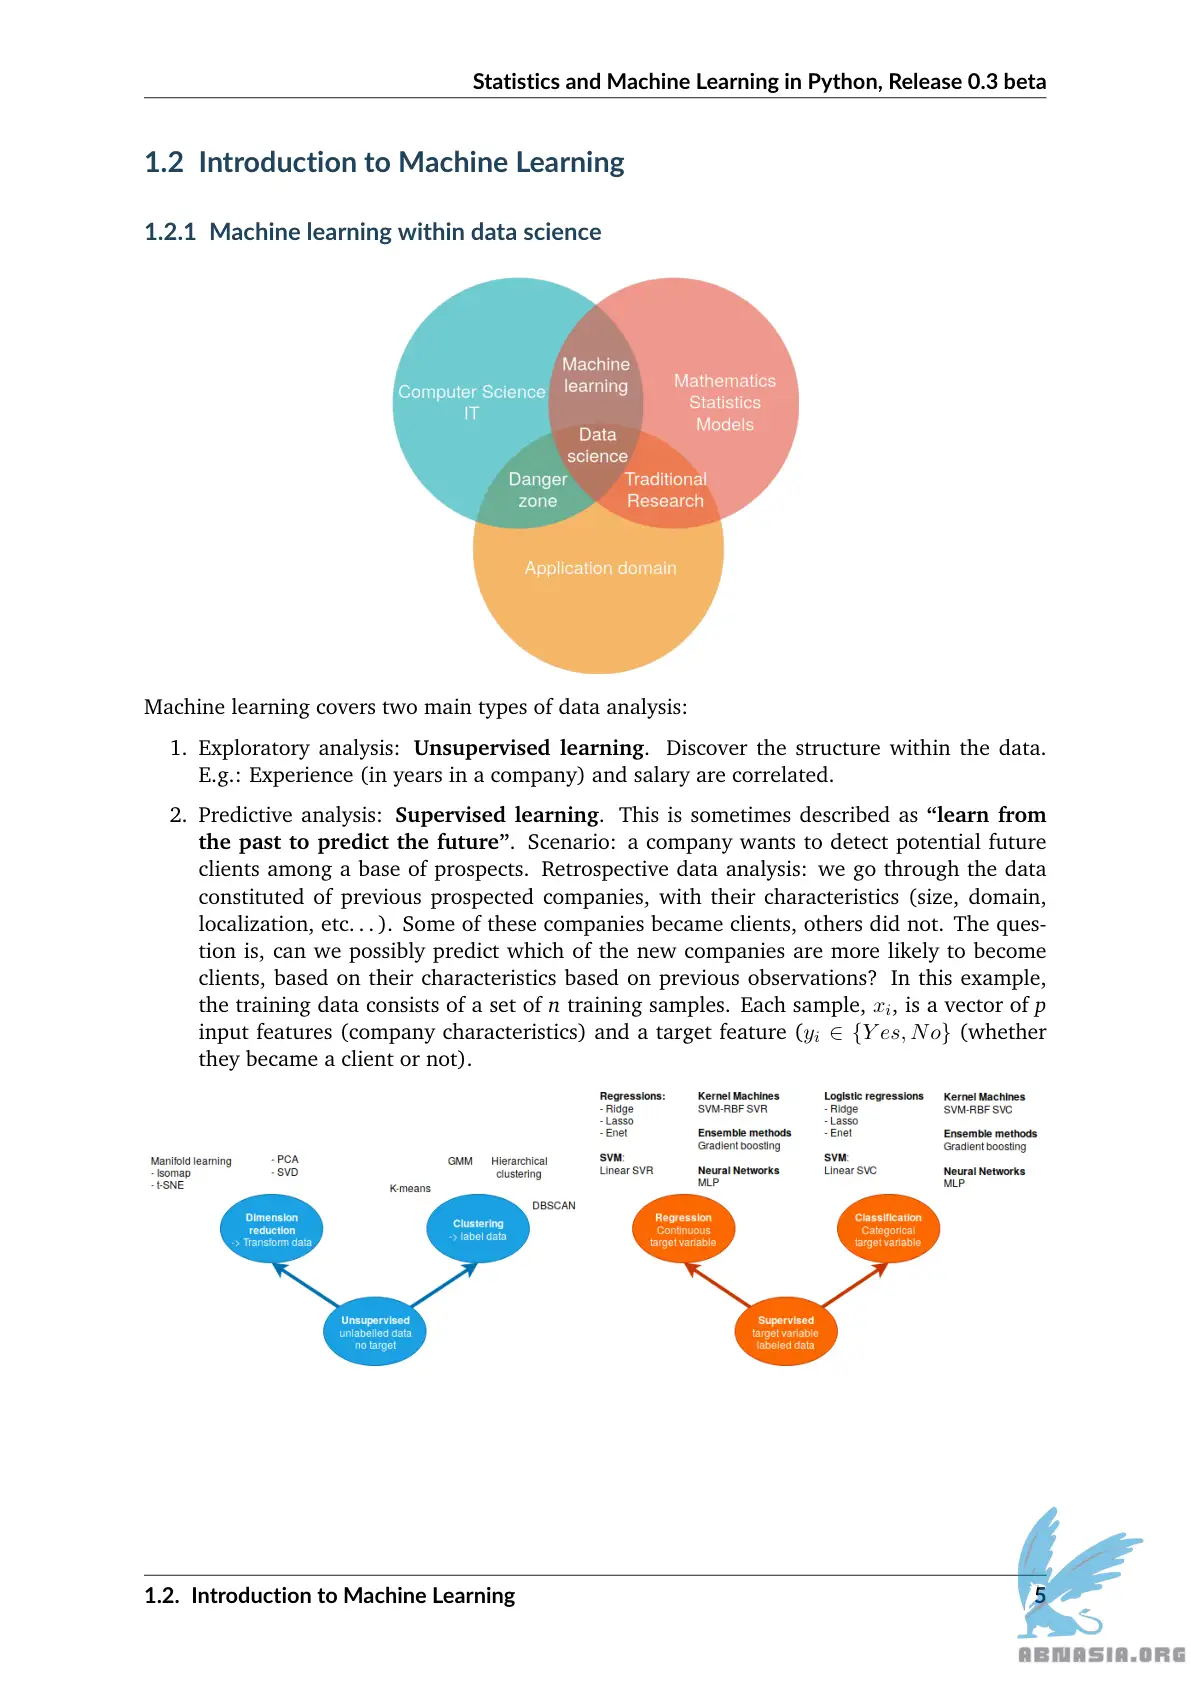 Statistics and Machine Learning in Python, Release 0.3 beta
1.2 Introduction to Machine Learning
1.2.1 Machine learning within data science
Computer Science
IT
Machine
learning
Mathematics
Statistics
Models
Data
science
Danger
zone
Traditional
Research
Application domain
Machine learning covers two main types of data analysis:
1. Exploratory analysis: Unsupervised learning. Discover the structure within the data.
E.g.: Experience (in years in a company) and salary are correlated.
2. Predictive analysis: Supervised learning. This is sometimes described as “learn from
the past to predict the future”. Scenario: a company wants to detect potential future
clients among a base of prospects. Retrospective data analysis: we go through the data
constituted of previous prospected companies, with their characteristics (size, domain,
localization, etc. . . ). Some of these companies became clients, others did not. The ques-
tion is, can we possibly predict which of the new companies are more likely to become
clients, based on their characteristics based on previous observations? In this example,
the training data consists of a set of n training samples. Each sample, xᵢ, is a vector of p
input features (company characteristics) and a target feature (yᵢ ∈ {Yes, No} (whether
they became a client or not).
Manifold learning
- Isomap
- t-SNE
- PCA
- SVD
K-means
GMM
Hierarchical
clustering
DBSCAN
Regressions:
- Ridge
- Lasso
- Enet
SVM:
Linear SVR
Kernel Machines
SVM-RBF SVR
Ensemble methods
Gradient boosting
Neural Networks
MLP
Logistic regressions
- Ridge
- Lasso
- Enet
SVM:
Linear SVC
Kernel Machines
SVM-RBF SVC
Ensemble methods
Gradient boosting
Neural Networks
MLP
Dimension
reduction
-> Transform data
Clustering
-> label data
Regression
Continuous
target variable
Classification
Categorical
target variable
Unsupervised
unlabelled data
no target
Supervised
target variable
labeled data
1.2. Introduction to Machine Learning
5
ABNASIA.ORG